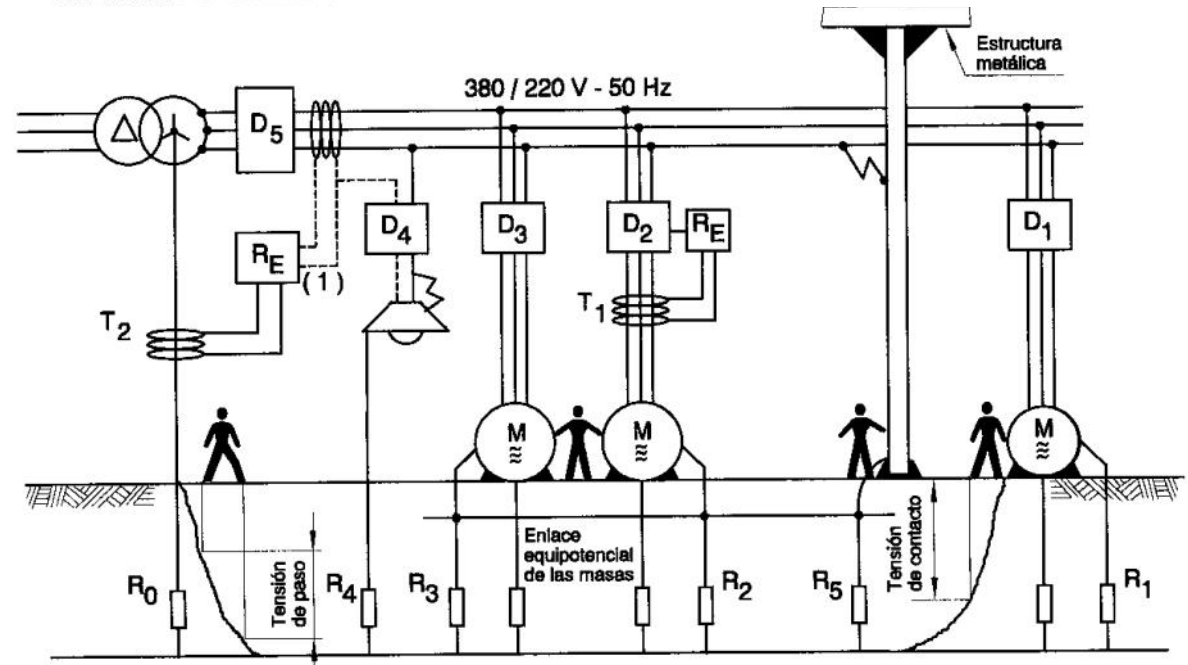 Estructura
metálica
380 / 220 V - 50 Hz
D5
D4
D3
D2
RE
D1
RE
(1)
T2
T1
M
M
M
R0
Tensión
de paso
R4
R3
Enlace
equipotencial
de las masas
R2
R5
Tensión
de contacto
R1